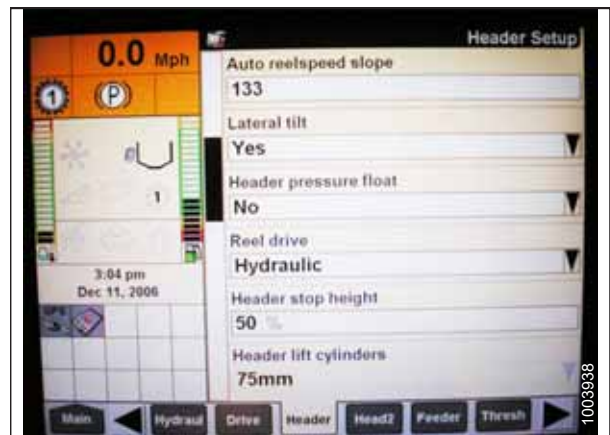 0.0 Mph
Header Setup
1
(P)
Auto reelspeed slope
133
Lateral tilt
Yes
1
Header pressure float
No
Reel drive
Hydraulic
3:04 pm
Dec 11, 2006
Header stop height
50 %
GPS
Header lift cylinders
75mm
Main
Hydraul
Drive
Header
Head2
Feeder
Thresh
1003938